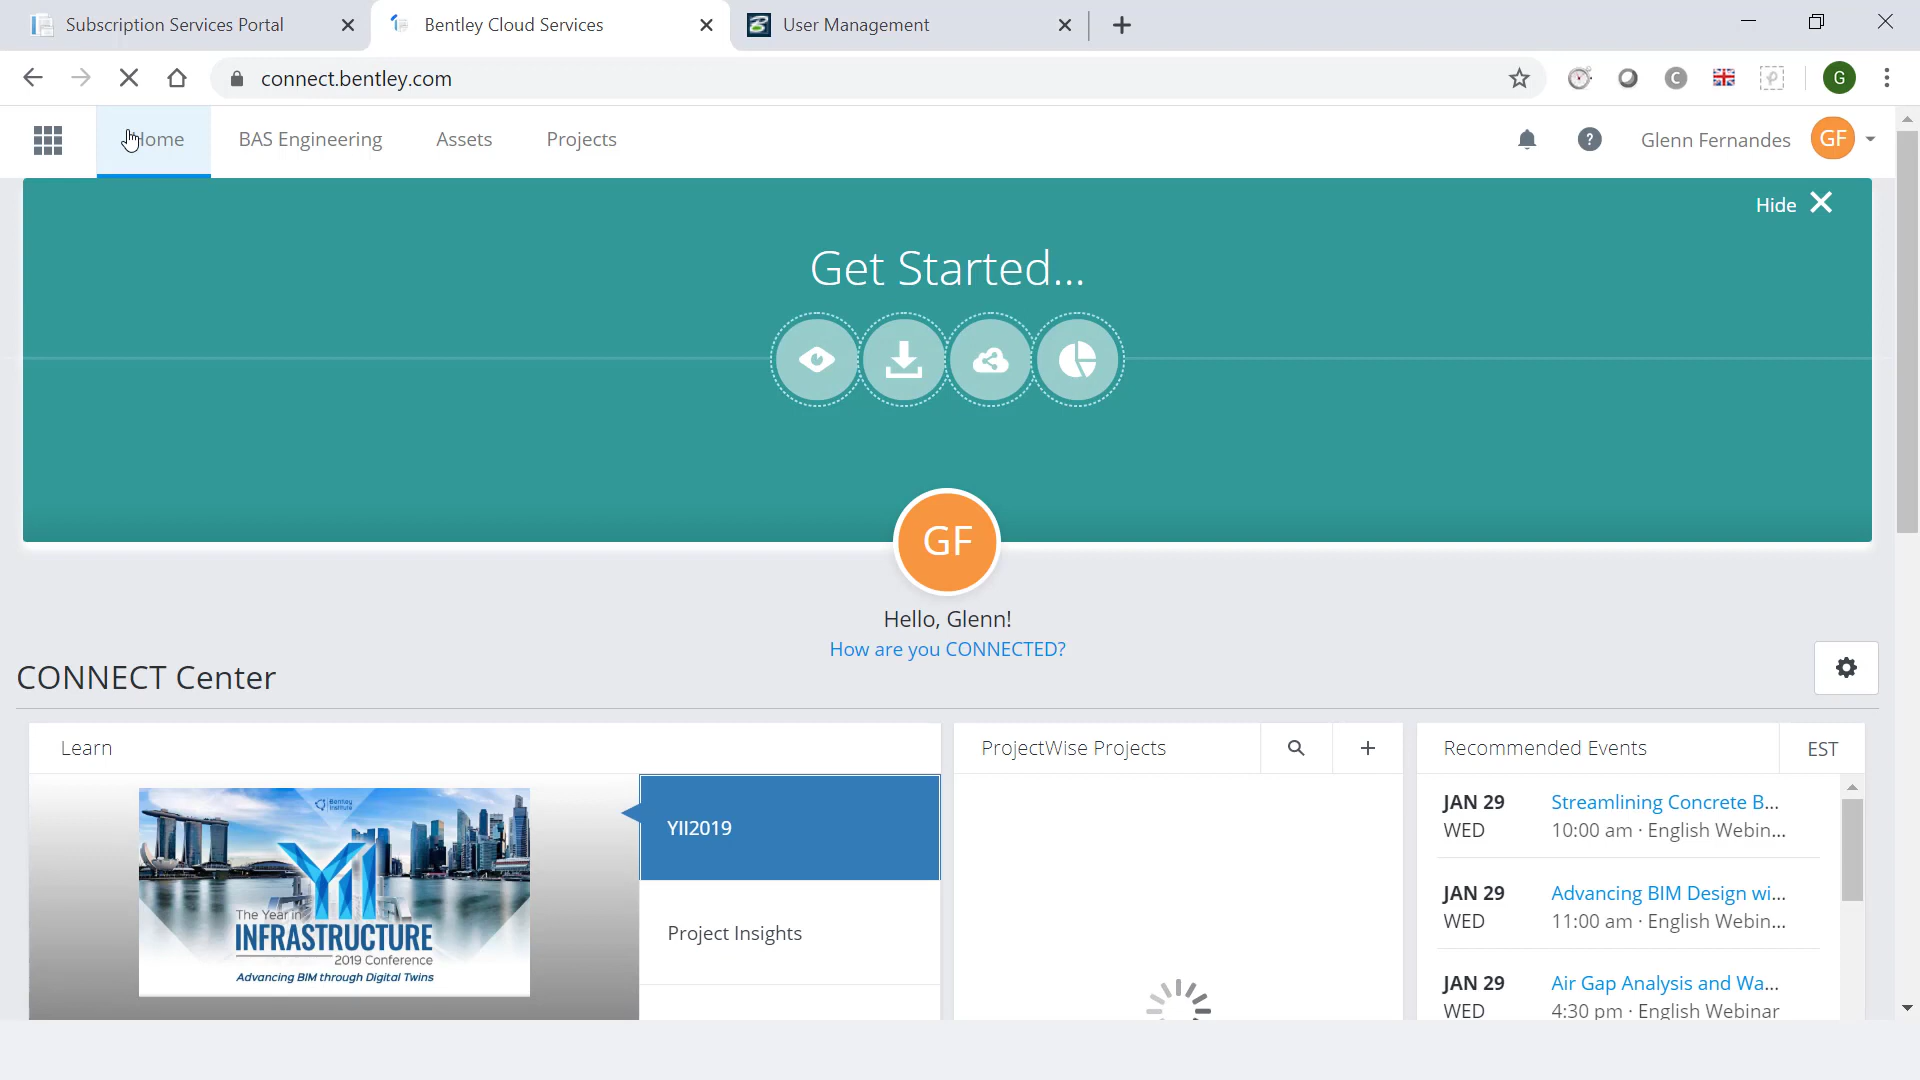 Subscription Services Portal
Bentley Cloud Services
User Management
connect.bentley.com
C
G
Home
BAS Engineering
Assets
Projects
?
Glenn Fernandes
GF
Hide
Get Started...
GF
Hello, Glenn!
How are you CONNECTED?
CONNECT Center
Learn
ProjectWise Projects
Recommended Events
EST
Bentley Institute
YI
The Year in
INFRASTRUCTURE
2019 Conference
Advancing BIM through Digital Twins
YII2019
Project Insights
JAN 29
WED
Streamlining Concrete B...
10:00 am · English Webin...
JAN 29
WED
Advancing BIM Design wi...
11:00 am · English Webin...
JAN 29
WED
Air Gap Analysis and Wa...
4:30 pm · English Webinar